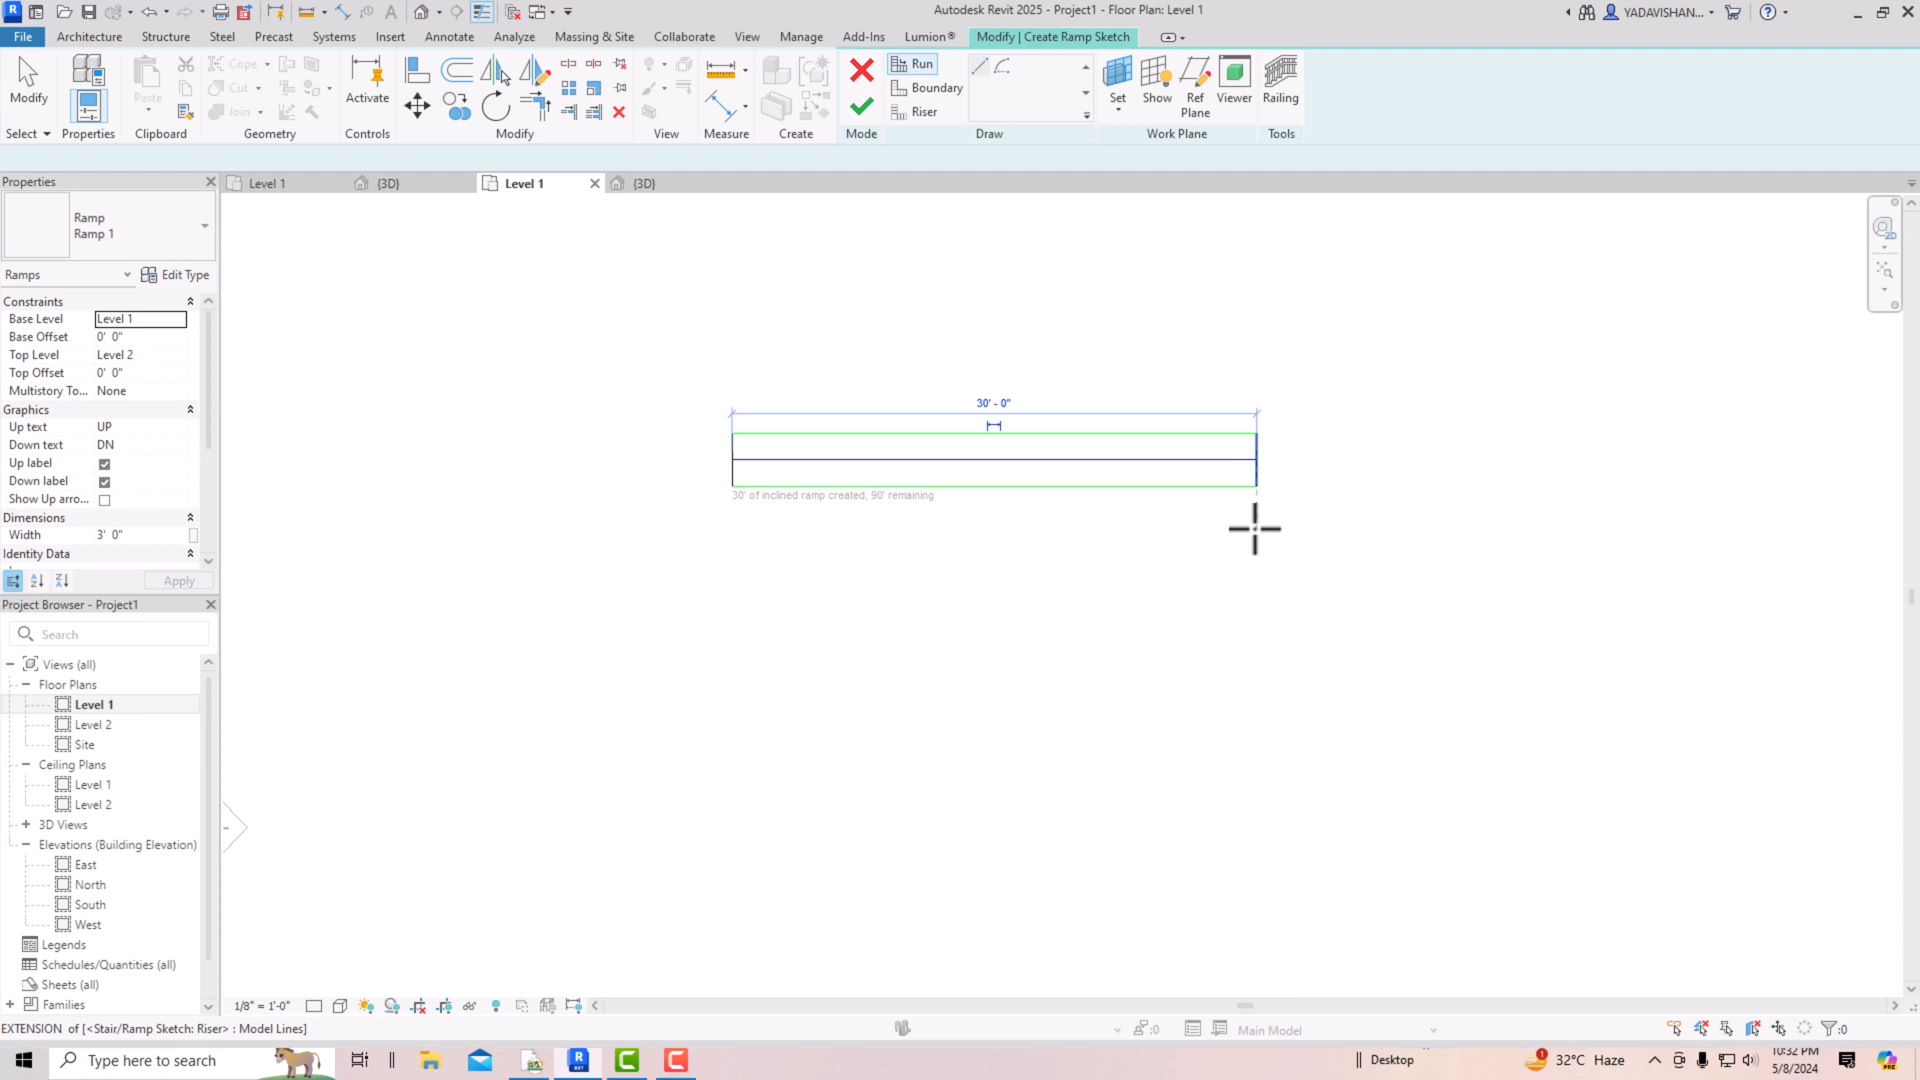 Autodesk Revit 2025 - Project1 - Floor Plan: Level 1
YADAVISHAN...
File Architecture Structure Steel Precast Systems Insert Annotate Analyze Massing & Site Collaborate View Manage Add-Ins Lumion® Modify | Create Ramp Sketch
Modify
Paste
Cope
Cut
Join
Activate
Run
Boundary
Riser
Set
Show
Ref
Plane
Viewer
Railing
Select Properties Clipboard Geometry Controls Modify View Measure Create Mode Draw Work Plane Tools
Properties
Level 1 {3D} Level 1 {3D}
Ramp
Ramp 1
Ramps Edit Type
Constraints
Base Level Level 1
Base Offset 0' 0"
Top Level Level 2
Top Offset 0' 0"
Multistory To... None
Graphics
Up text UP
Down text DN
Up label
Down label
Show Up arro...
Dimensions
Width 3' 0"
Identity Data
Apply
30' - 0"
30' of inclined ramp created, 90' remaining
Project Browser - Project1
Search
Views (all)
Floor Plans
Level 1
Level 2
Site
Ceiling Plans
Level 1
Level 2
3D Views
Elevations (Building Elevation)
East
North
South
West
Legends
Schedules/Quantities (all)
Sheets (all)
Families
1/8" = 1'-0"
EXTENSION of [<Stair/Ramp Sketch: Riser> : Model Lines]
:0 Main Model :0
Type here to search
Desktop
32°C Haze
10:32 PM
5/8/2024